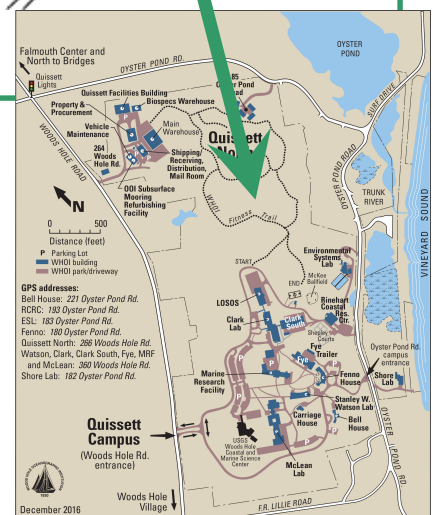 Falmouth Center and
North to Bridges
Quissett
Lights
OYSTER POND RD.
OYSTER
POND
SURF DRIVE
Quissett Facilities Building
Biospecs Warehouse
Property &
Procurement
Main
Warehouse
Vehicle
Maintenance
264
Woods
Hole Rd.
Shipping/
Receiving,
Distribution,
Mail Room
OOI Subsurface
Mooring
Refurbishing
Facility
85
Quissett
WOODS HOLE ROAD
WHOI Fitness Trail
OYSTER POND ROAD
TRUNK
RIVER
VINEYARD SOUND
N
0 500
Distance (feet)
P Parking Lot
WHOI building
WHOI park/driveway
GPS addresses:
Bell House: 221 Oyster Pond Rd.
RCRC: 193 Oyster Pond Rd.
ESL: 183 Oyster Pond Rd.
Fenno: 180 Oyster Pond Rd.
Quissett North: 266 Woods Hole Rd.
Watson, Clark, Clark South, Fye, MRF
and McLean: 360 Woods Hole Rd.
Shore Lab: 182 Oyster Pond Rd.
START
END
Environmental
Systems
Lab
McKee
Ballfield
LOSOS
Rinehart
Coastal
Res.
Ctr.
Clark
Lab
Clark
South
Shipley
Courts
Fye
Trailer
Fye
Oyster Pond Rd.
campus
entrance
Marine
Research
Facility
Fenno
House
Shore
Lab
Stanley W.
Watson Lab
Carriage
House
Bell
House
Quissett
Campus
(Woods Hole Rd.
entrance)
USGS
Woods Hole
Coastal and
Marine Science
Center
McLean
Lab
OYSTER POND RD
Woods Hole
Village
F.R. LILLIE ROAD
December 2016